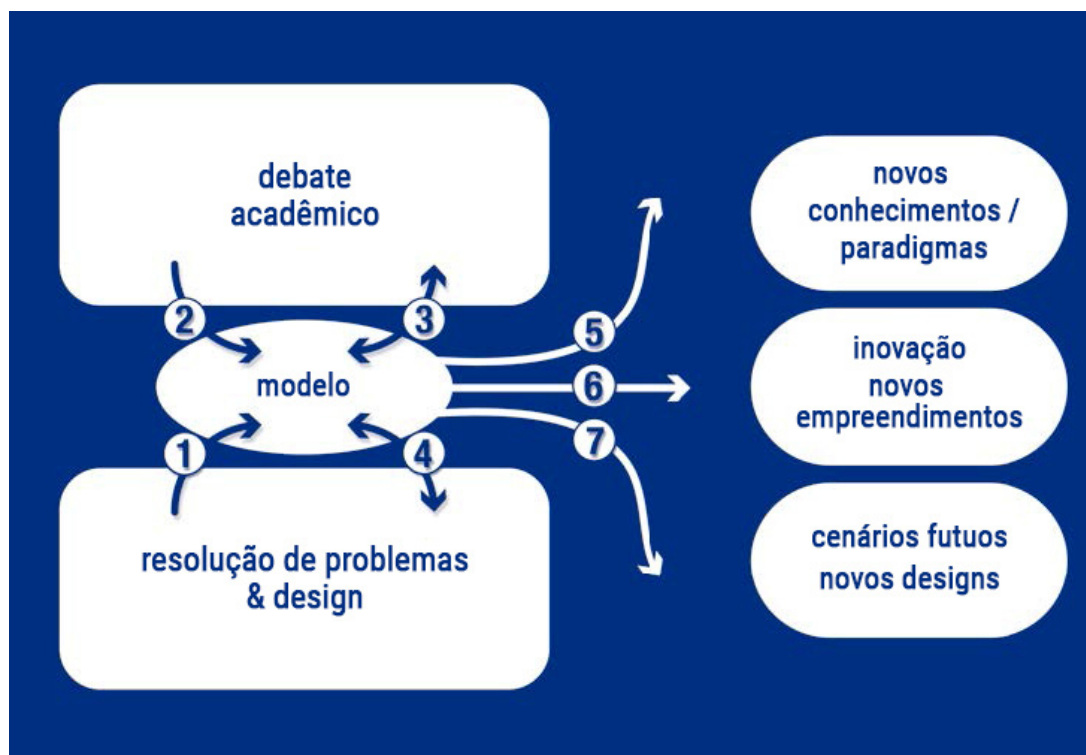 debate
acadêmico
2
3
modelo
1
4
resolução de problemas
& design
5
6
7
novos
conhecimentos /
paradigmas
inovação
novos
empreendimentos
cenários futuos
novos designs